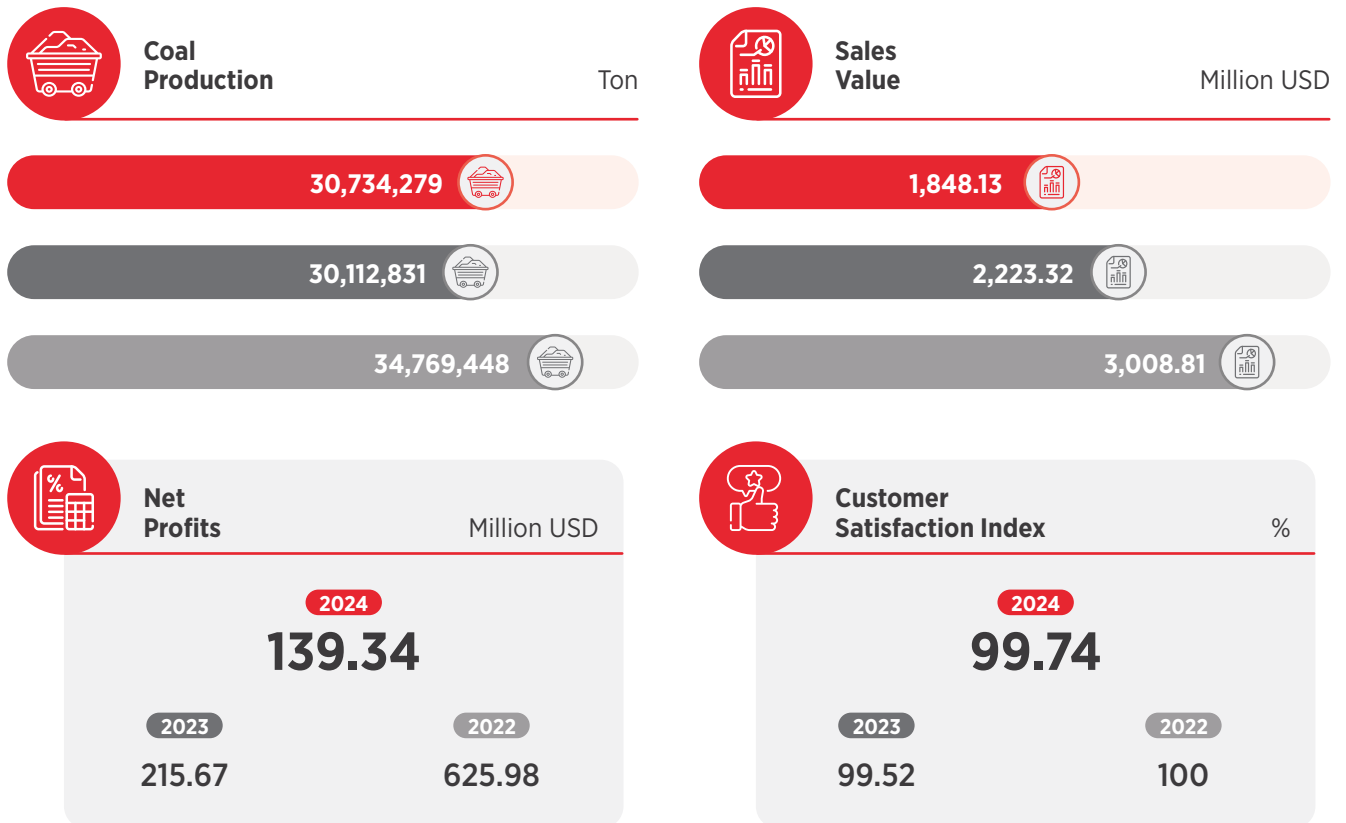 Coal
Production
Ton
30,734,279
30,112,831
34,769,448
Sales
Value
Million USD
1,848.13
2,223.32
3,008.81
Net
Profits
Million USD
2024
139.34
2023
2022
215.67
625.98
Customer
Satisfaction Index
%
2024
99.74
2023
2022
99.52
100